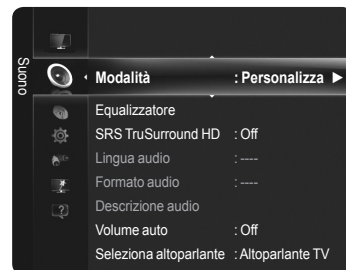 Suono
Modalità : Personalizza ►
Equalizzatore
SRS TruSurround HD : Off
Lingua audio : ----
Formato audio : ----
Descrizione audio
Volume auto : Off
Seleziona altoparlante : Altoparlante TV